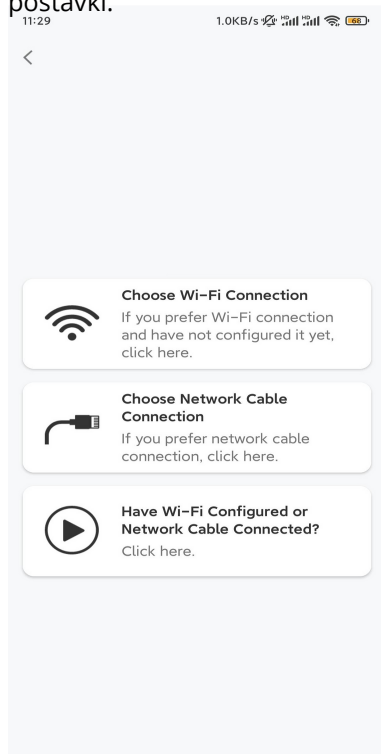 postavki.
11:29 1.0KB/s HD HD 68
Choose Wi-Fi Connection
If you prefer Wi-Fi connection
and have not configured it yet,
click here.
Choose Network Cable
Connection
If you prefer network cable
connection, click here.
Have Wi-Fi Configured or
Network Cable Connected?
Click here.